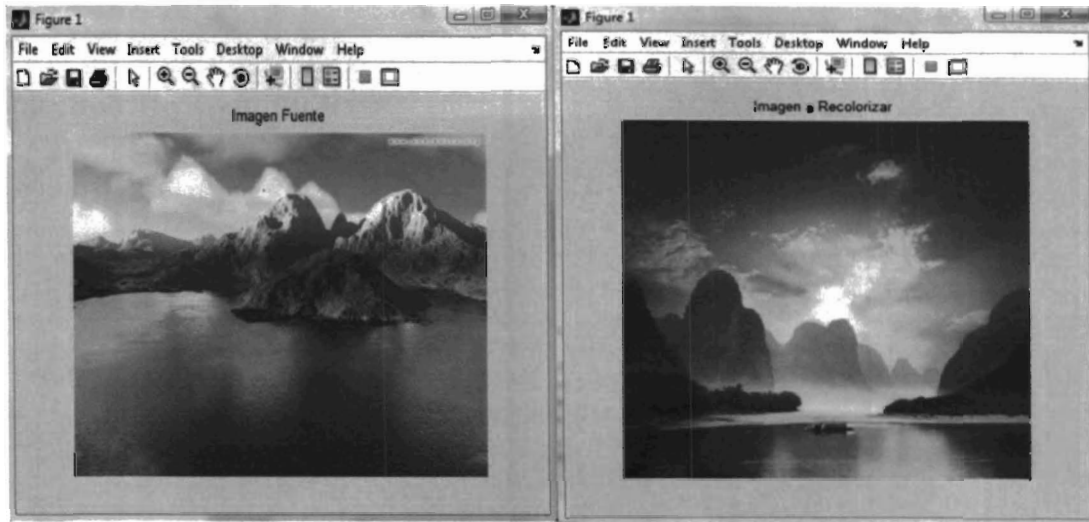 Figure 1
File Edit View Insert Tools Desktop Window Help
Imagen Fuente
Figure 1
File Edit View Insert Tools Desktop Window Help
Imagen a Recolorizar